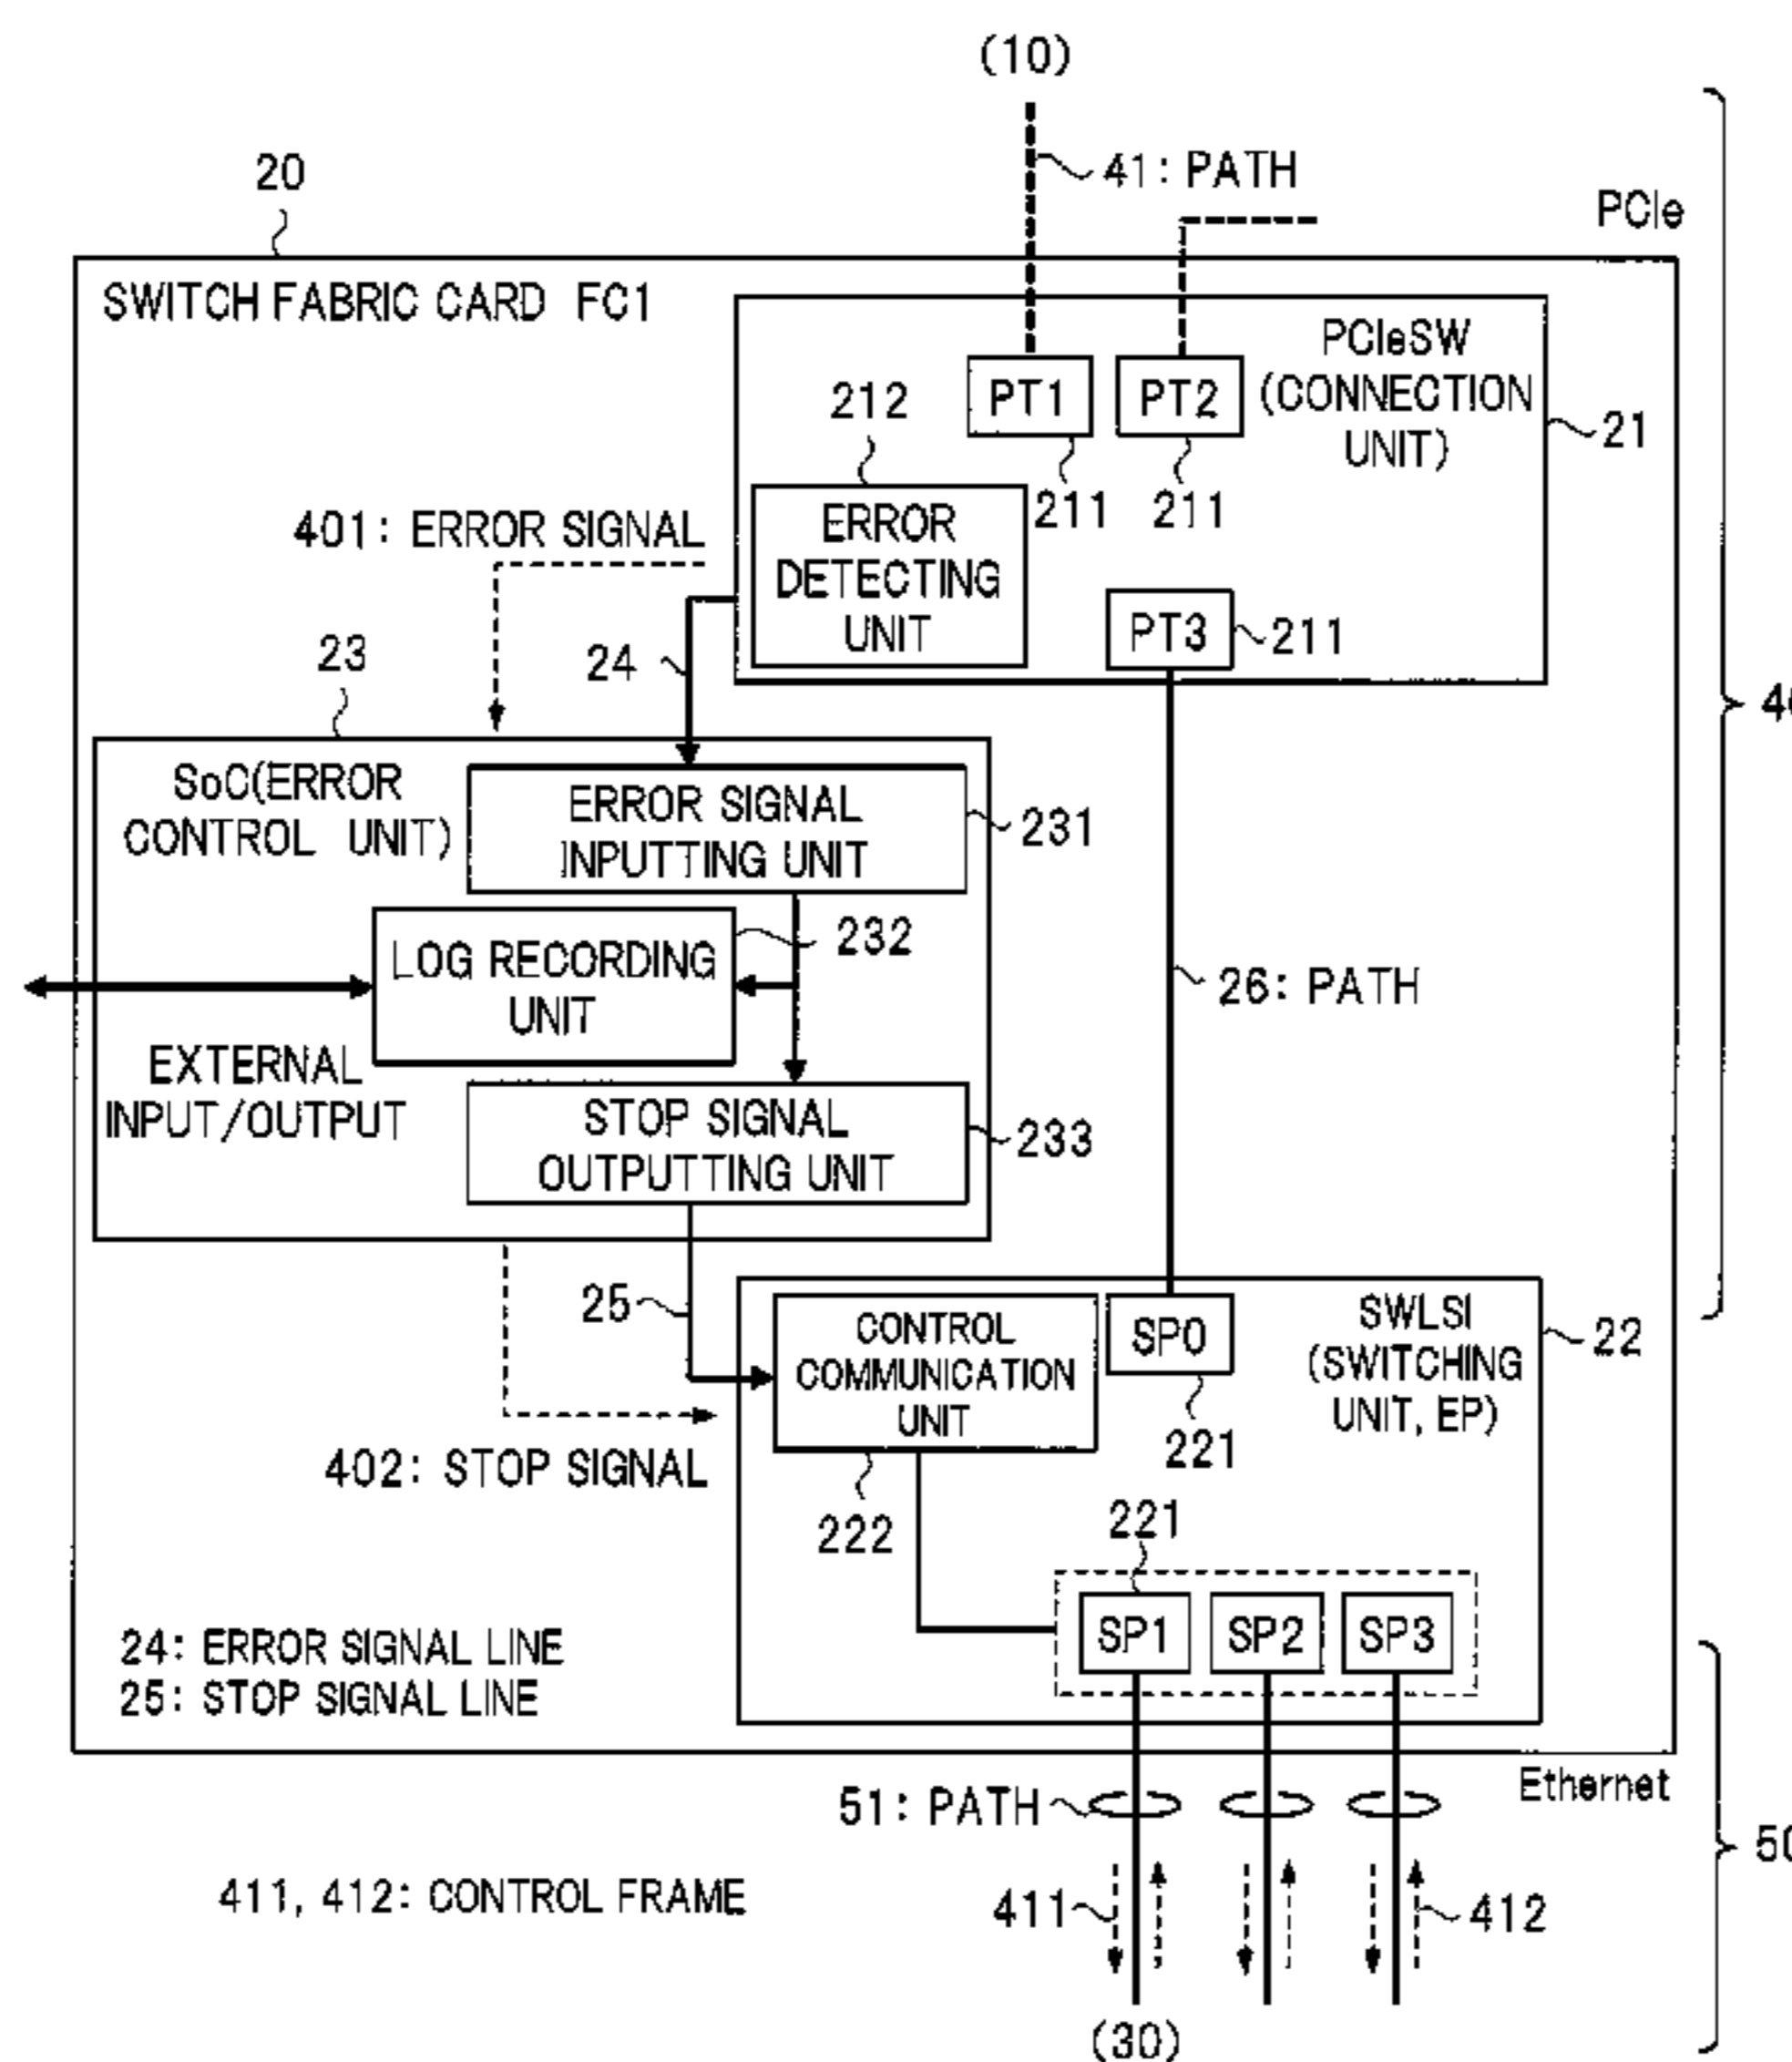 (10)
41: PATH
20
PCIe
SWITCH FABRIC CARD FC1
PCIeSW
(CONNECTION
UNIT)
21
PT1
PT2
212
211
211
401: ERROR SIGNAL
ERROR
DETECTING
UNIT
PT3
211
24
23
SoC(ERROR
CONTROL UNIT)
ERROR SIGNAL
INPUTTING UNIT
231
LOG RECORDING
UNIT
232
26: PATH
EXTERNAL
INPUT/OUTPUT
STOP SIGNAL
OUTPUTTING UNIT
233
25
CONTROL
COMMUNICATION
UNIT
SP0
221
SWLSI
(SWITCHING
UNIT, EP)
22
402: STOP SIGNAL
222
221
SP1
SP2
SP3
24: ERROR SIGNAL LINE
25: STOP SIGNAL LINE
Ethernet
51: PATH
411, 412: CONTROL FRAME
411
412
(30)